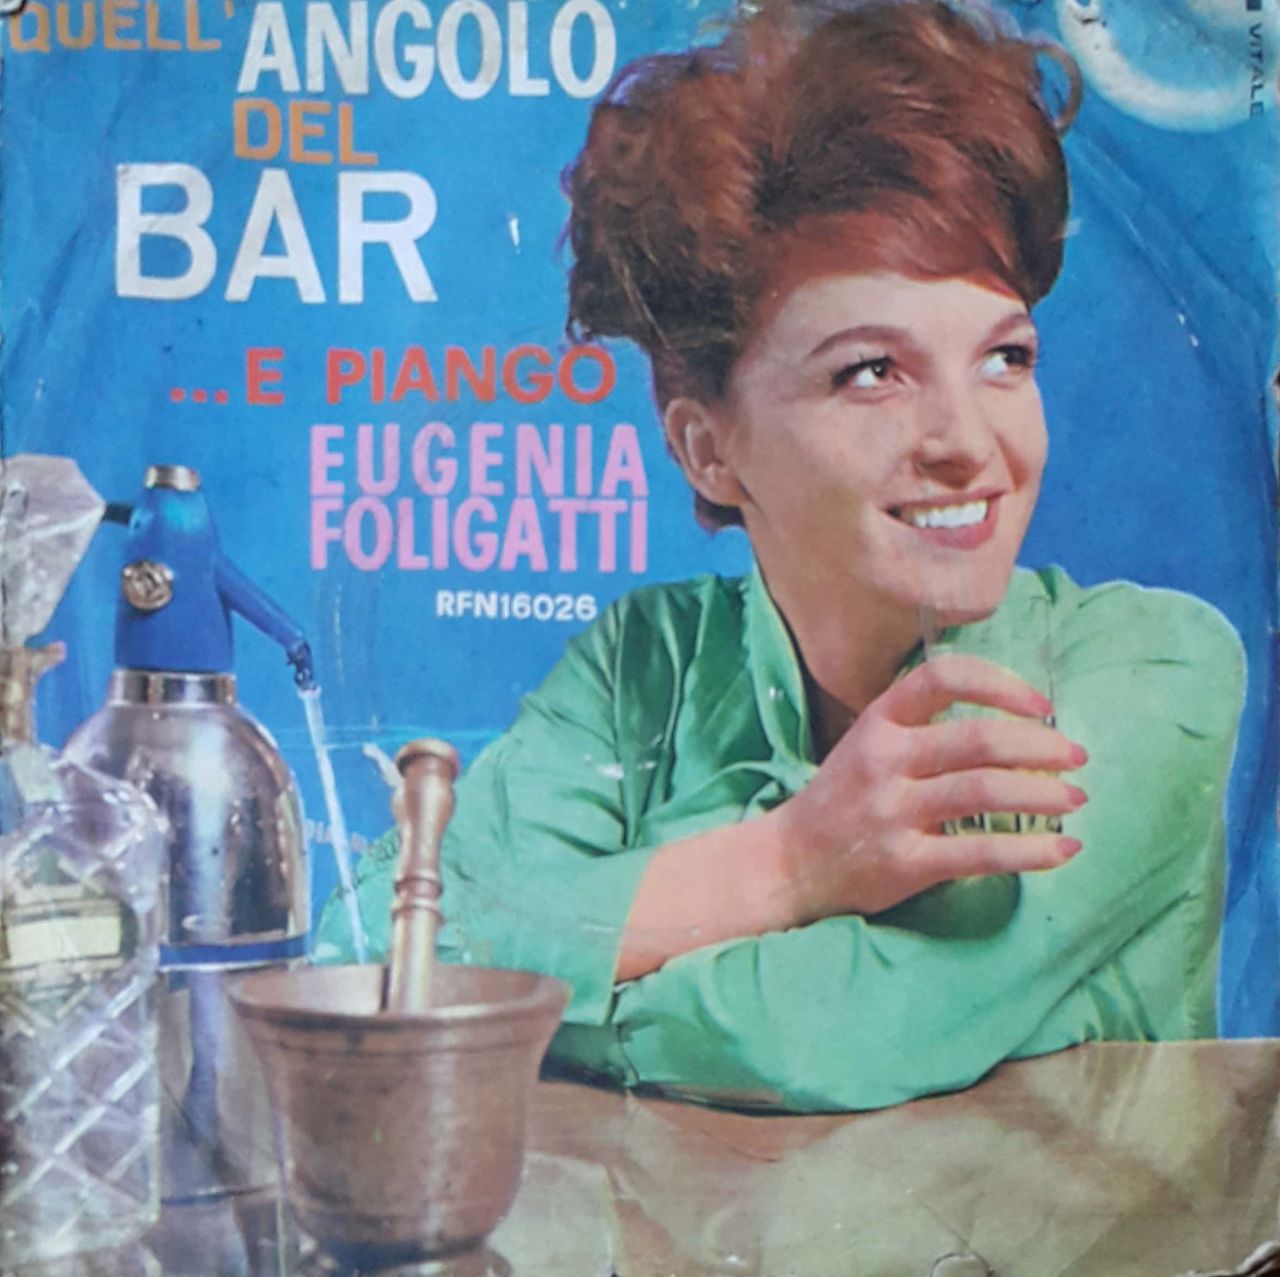 QUELL'
ANGOLO
DEL
BAR
...E PIANGO
EUGENIA
FOLIGATTI
RFN16026
VITALE